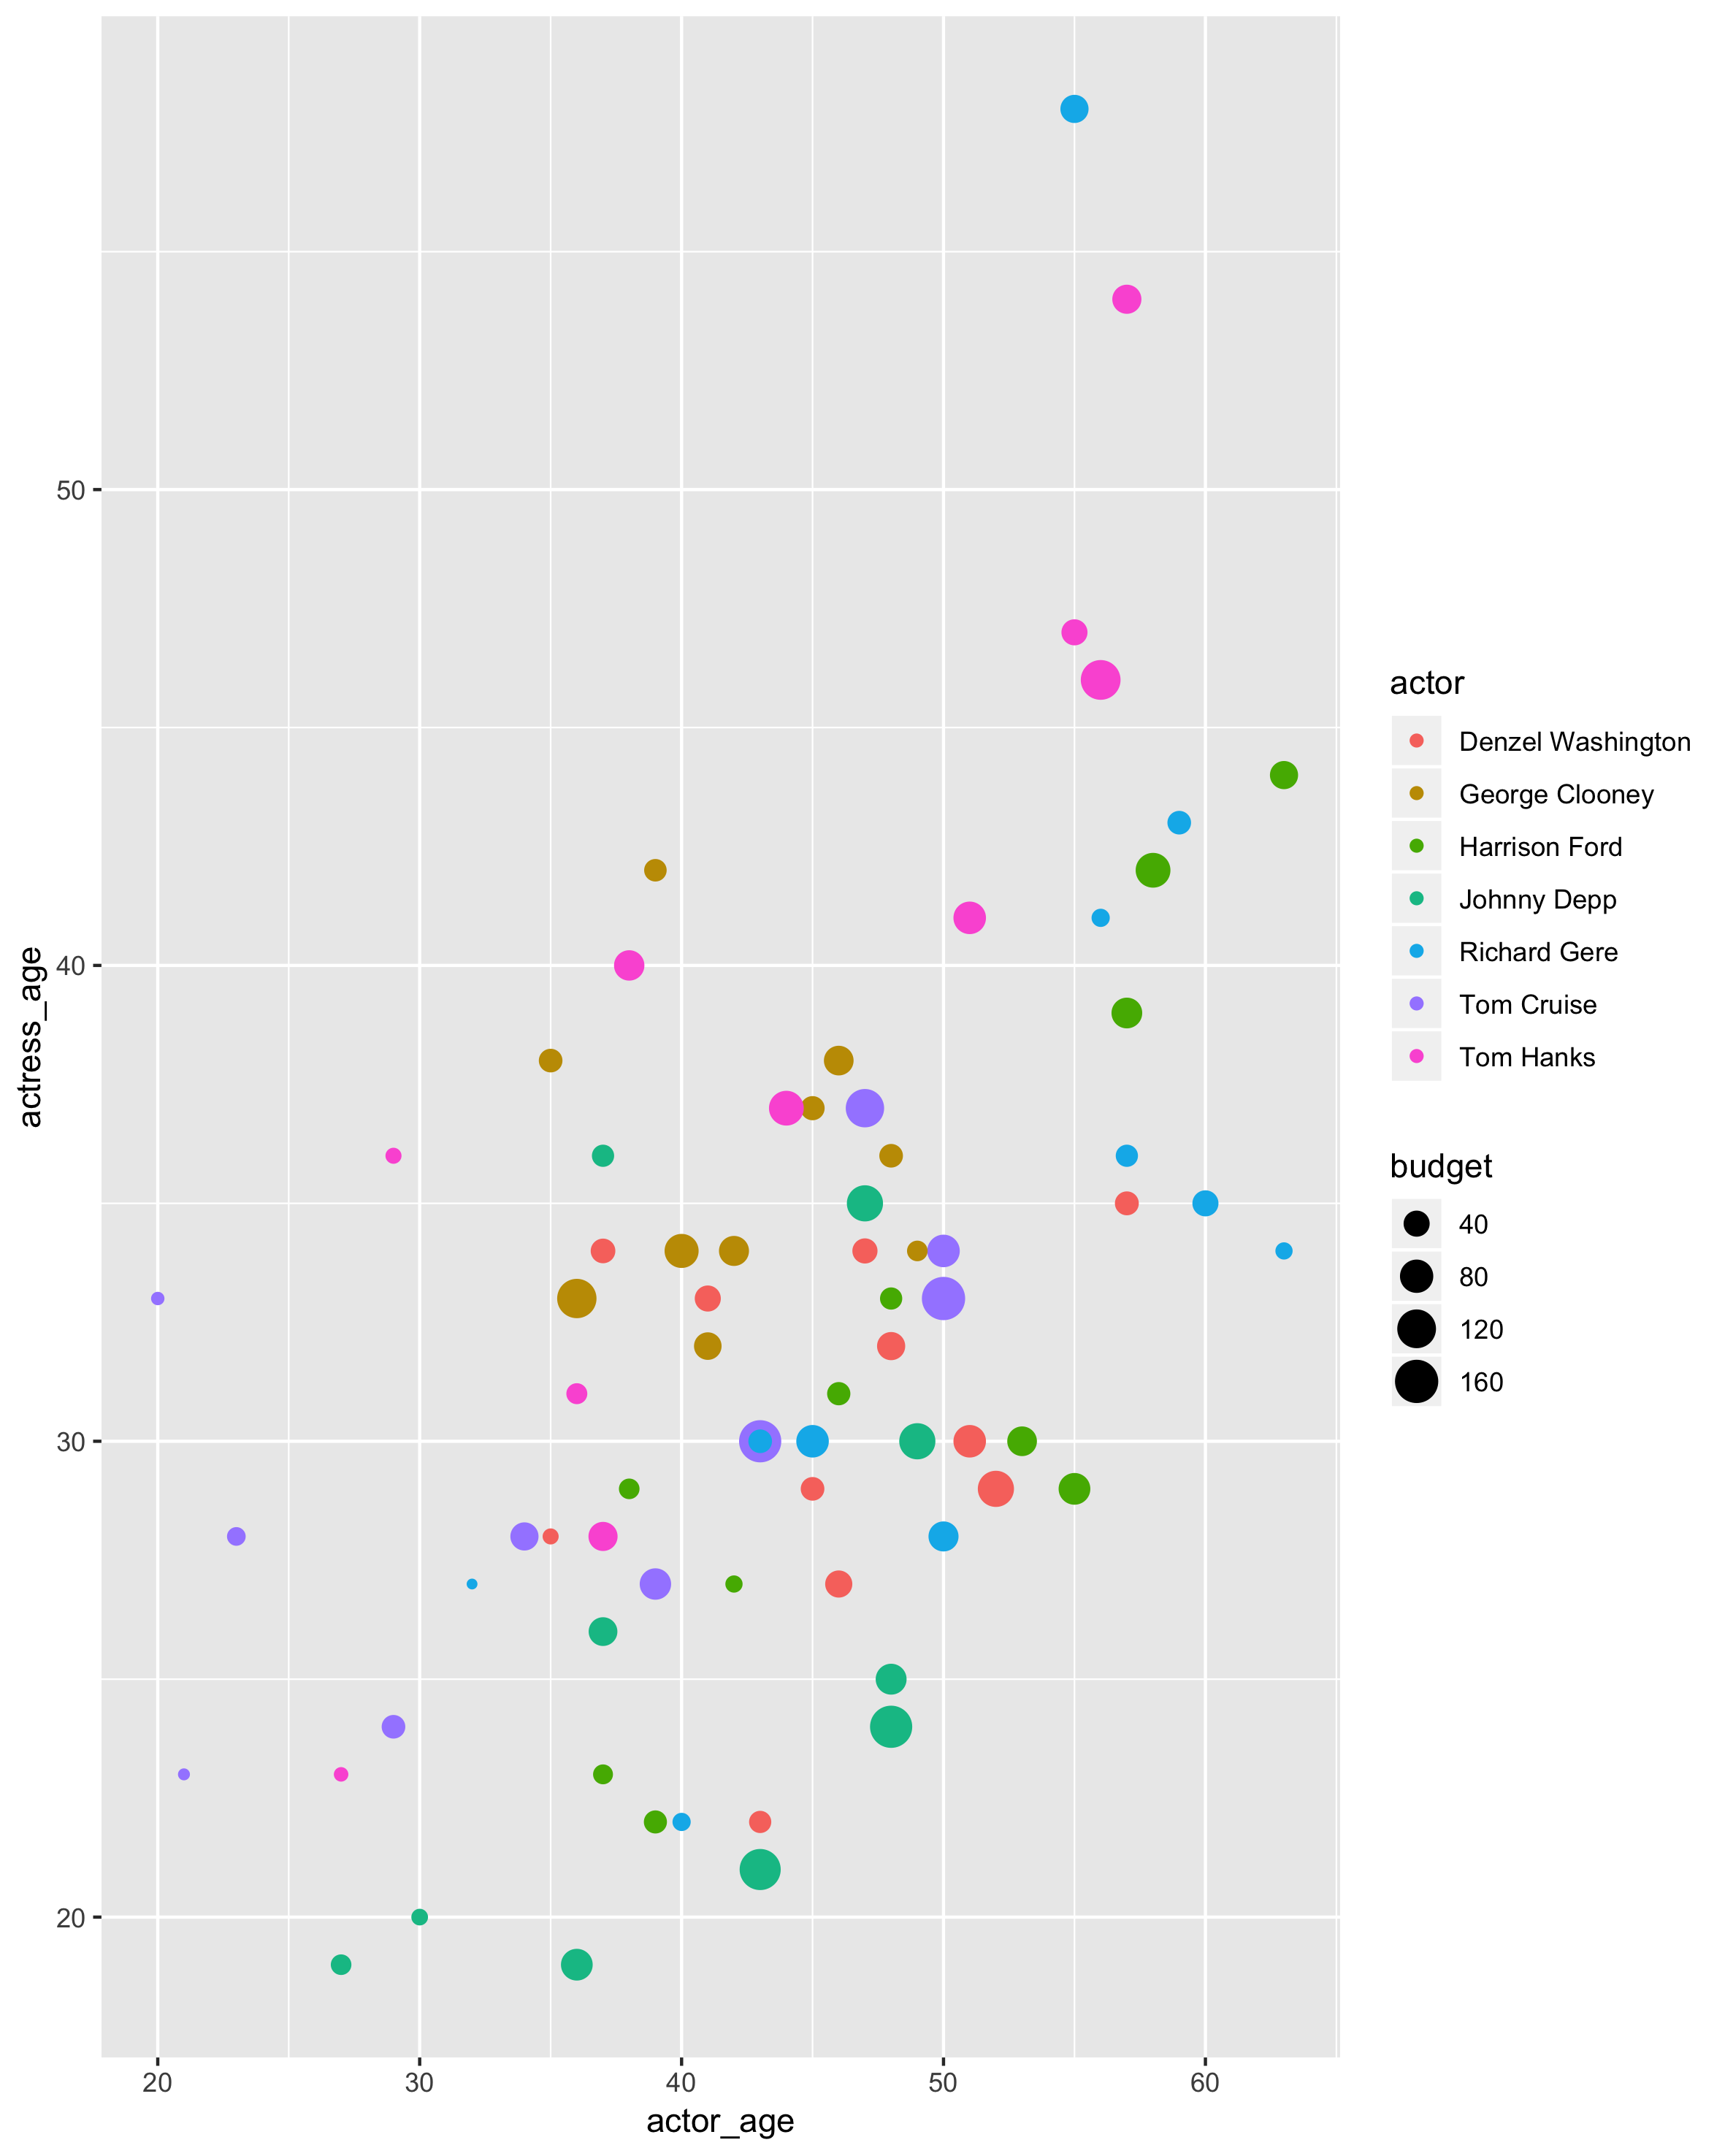 50
40
30
20
actress_age
20 30 40 50 60
actor_age
actor
Denzel Washington
George Clooney
Harrison Ford
Johnny Depp
Richard Gere
Tom Cruise
Tom Hanks
budget
40
80
120
160